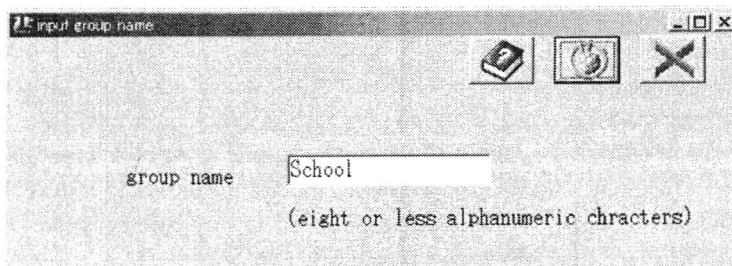 input group name
group name
School
(eight or less alphanumeric chracters)